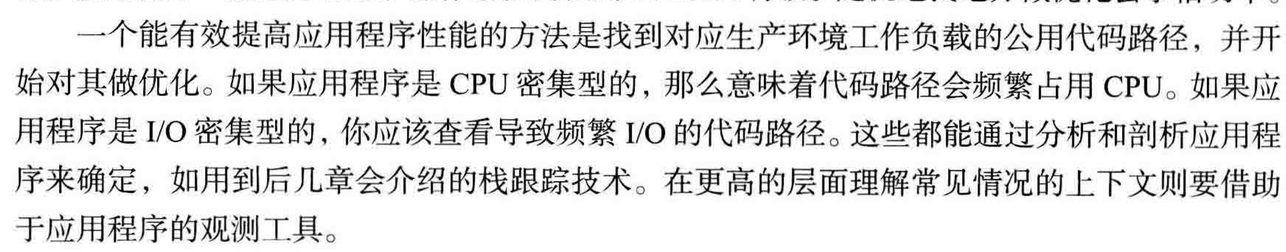 一个能有效提高应用程序性能的方法是找到对应生产环境工作负载的公用代码路径，并开
始对其做优化。如果应用程序是 CPU 密集型的，那么意味着代码路径会频繁占用 CPU。如果应
用程序是 I/O 密集型的，你应该查看导致频繁 I/O 的代码路径。这些都能通过分析和剖析应用程
序来确定，如用到后几章会介绍的栈跟踪技术。在更高的层面理解常见情况的上下文则要借助
于应用程序的观测工具。